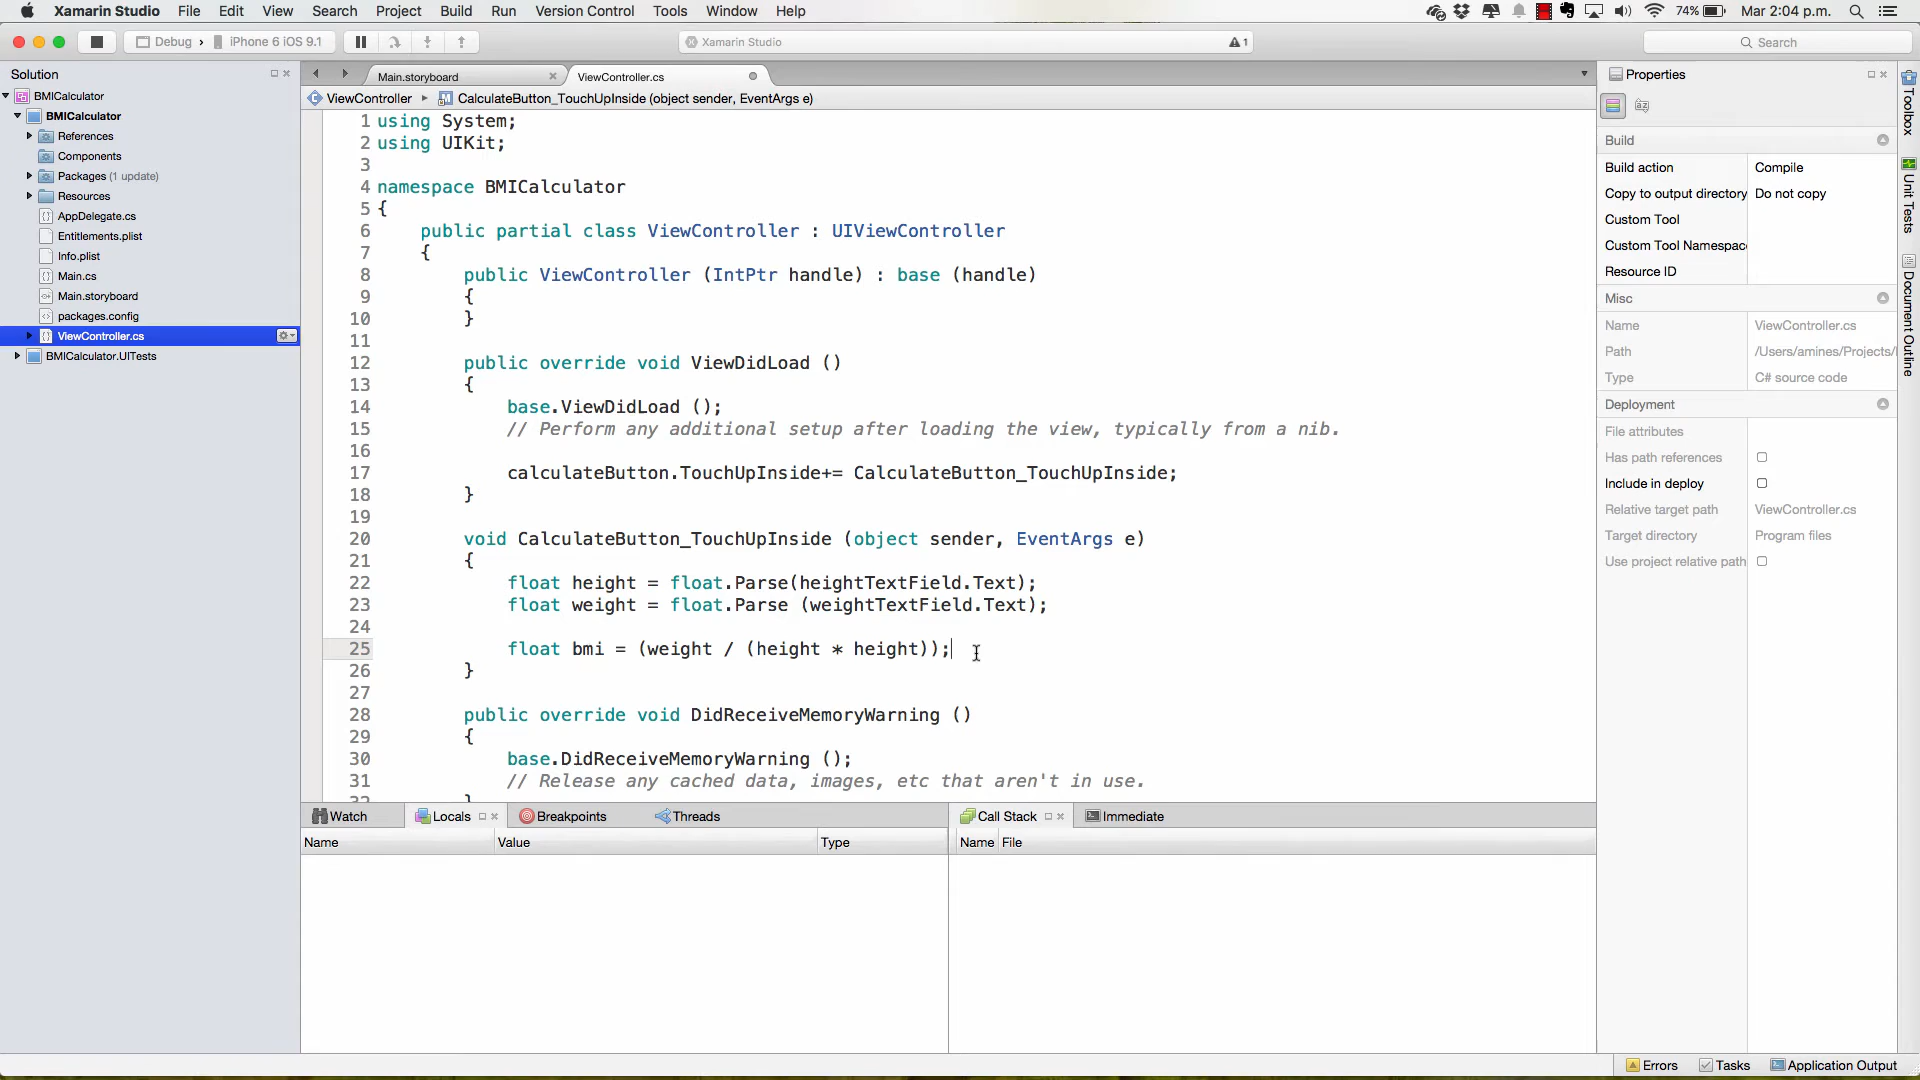 Xamarin Studio File Edit View Search Project Build Run Version Control Tools Window Help 74% Mar 2:04 p.m.
Debug iPhone 6 iOS 9.1 Xamarin Studio 1 Search
Solution
BMICalculator
BMICalculator
References
Components
Packages (1 update)
Resources
AppDelegate.cs
Entitlements.plist
Info.plist
Main.cs
Main.storyboard
packages.config
ViewController.cs
BMICalculator.UITests
Main.storyboard ViewController.cs
ViewController CalculateButton_TouchUpInside (object sender, EventArgs e)
1 using System;
2 using UIKit;
3
4 namespace BMICalculator
5 {
6 public partial class ViewController : UIViewController
7 {
8 public ViewController (IntPtr handle) : base (handle)
9 {
10 }
11
12 public override void ViewDidLoad ()
13 {
14 base.ViewDidLoad ();
15 // Perform any additional setup after loading the view, typically from a nib.
16
17 calculateButton.TouchUpInside+= CalculateButton_TouchUpInside;
18 }
19
20 void CalculateButton_TouchUpInside (object sender, EventArgs e)
21 {
22 float height = float.Parse(heightTextField.Text);
23 float weight = float.Parse (weightTextField.Text);
24
25 float bmi = (weight / (height * height));
26 }
27
28 public override void DidReceiveMemoryWarning ()
29 {
30 base.DidReceiveMemoryWarning ();
31 // Release any cached data, images, etc that aren't in use.
Watch Locals Breakpoints Threads
Name Value Type
Call Stack Immediate
Name File
Properties
Build
Build action Compile
Copy to output directory Do not copy
Custom Tool
Custom Tool Namespac
Resource ID
Misc
Name ViewController.cs
Path /Users/amines/Projects/
Type C# source code
Deployment
File attributes
Has path references
Include in deploy
Relative target path ViewController.cs
Target directory Program files
Use project relative path
Toolbox
Unit Tests
Document Outline
Errors Tasks Application Output